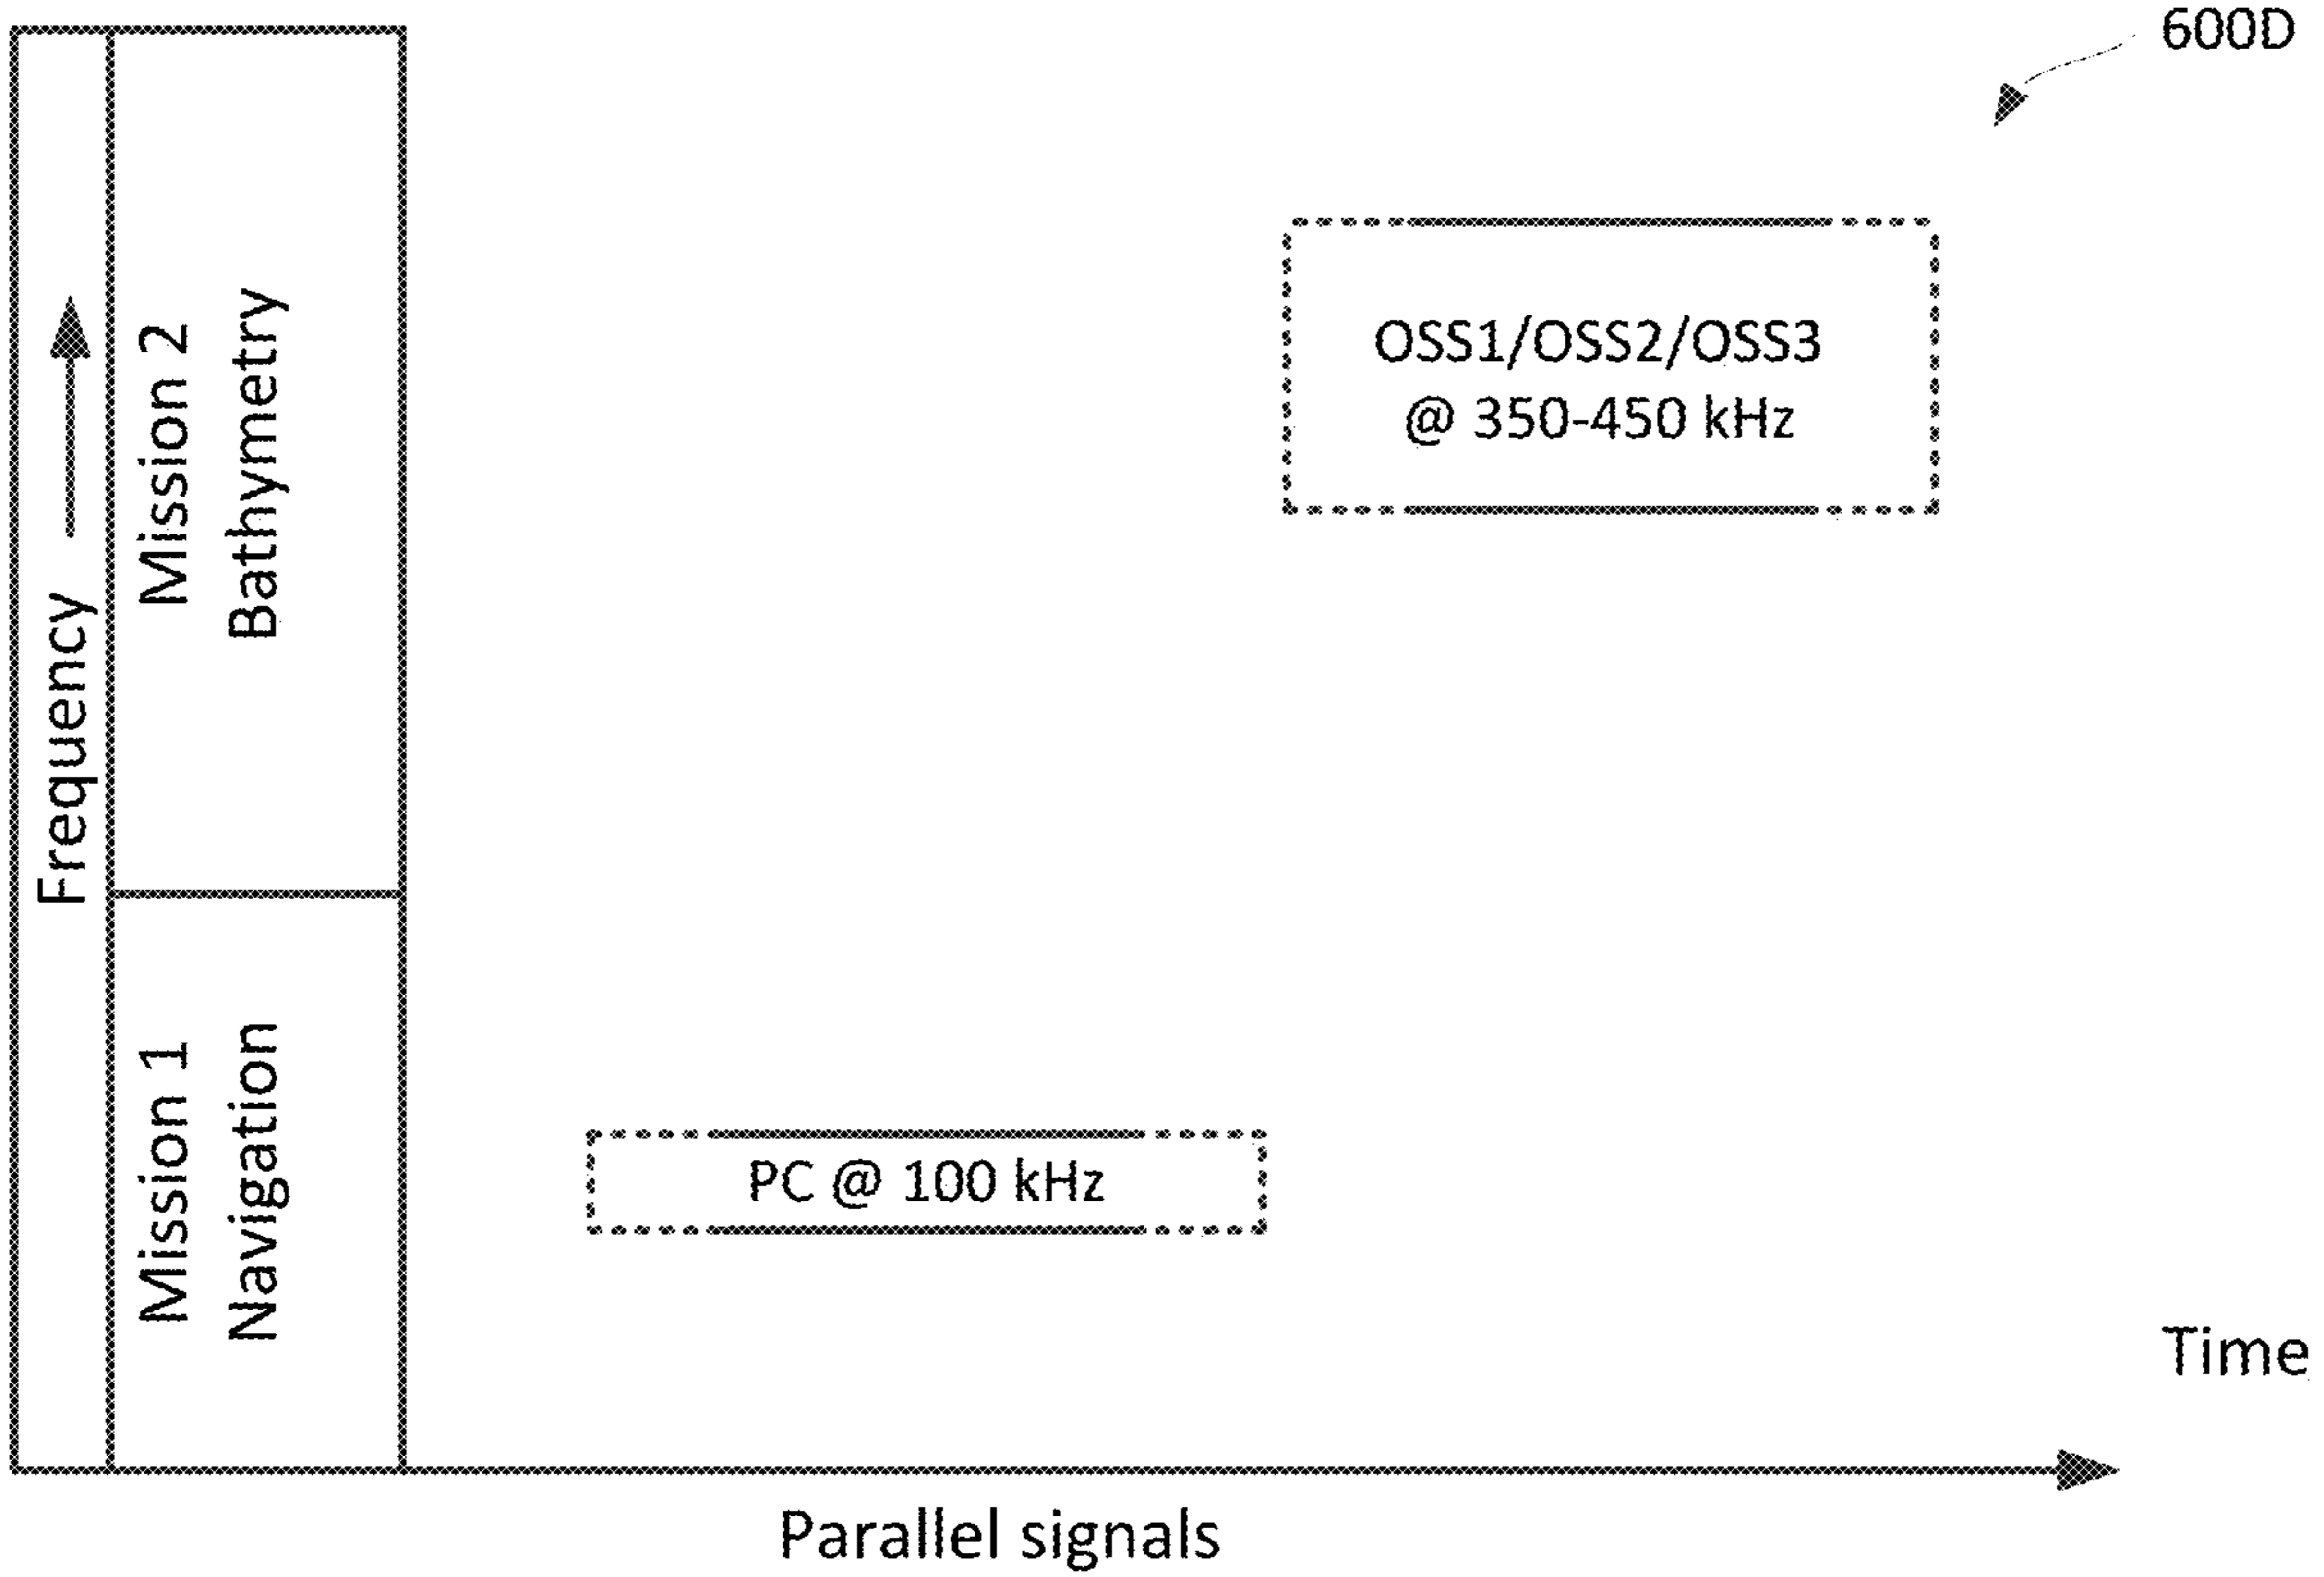 600D
Frequency
Mission 2
Bathymetry
OSS1/OSS2/OSS3
@ 350-450 kHz
Mission 1
Navigation
PC @ 100 kHz
Time
Parallel signals